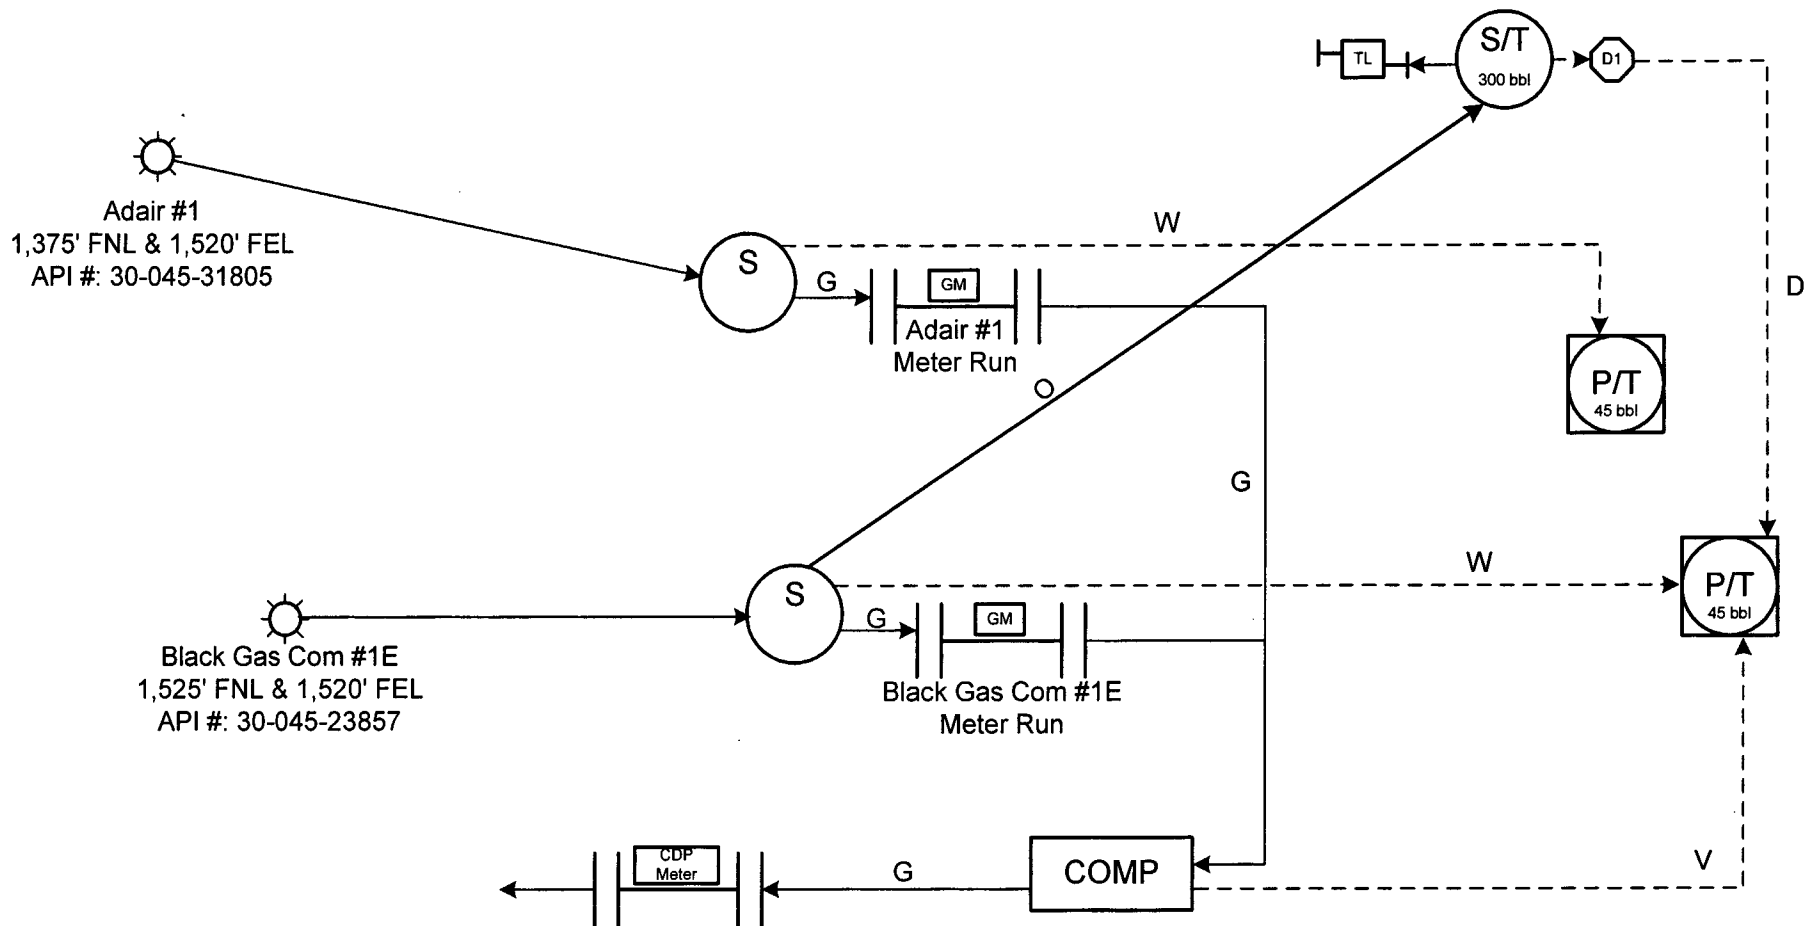 S/T
300 bbl
TL
D1
Adair #1
1,375' FNL & 1,520' FEL
API #: 30-045-31805
W
S
G
GM
Adair #1
Meter Run
D
P/T
45 bbl
O
G
W
S
G
GM
P/T
45 bbl
Black Gas Com #1E
1,525' FNL & 1,520' FEL
API #: 30-045-23857
Black Gas Com #1E
Meter Run
CDP
Meter
G
COMP
V